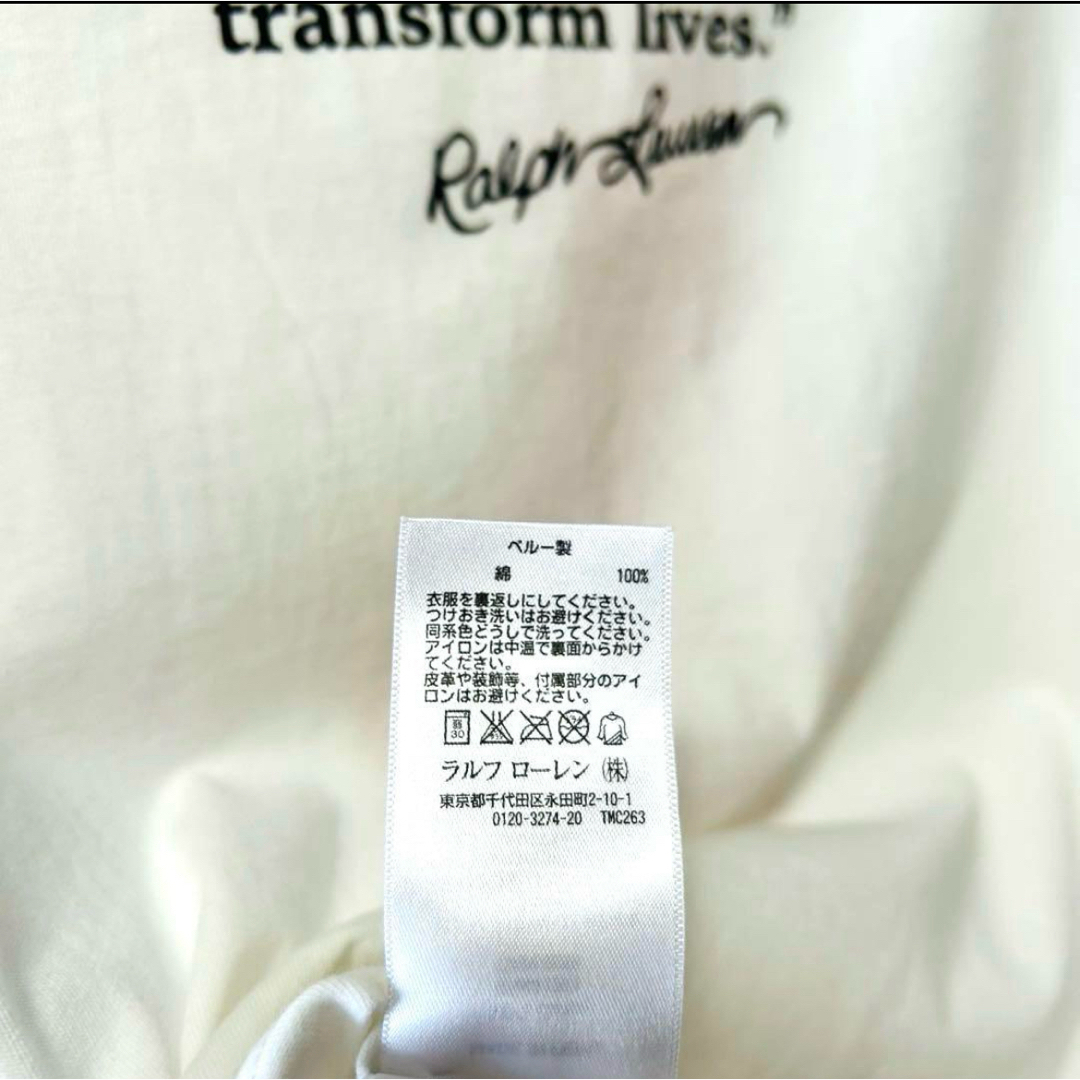 transform lives."
Ralph Lauren
ペルー製
綿 100%
衣服を裏返しにしてください。
つけおき洗いはお避けください。
同系色どうしで洗ってください。
アイロンは中温で裏面からかけ
てください。
皮革や装飾等、付属部分のアイ
ロンはお避けください。
弱
30
ラルフ ローレン (株)
東京都千代田区永田町2-10-1
0120-3274-20 TMC263